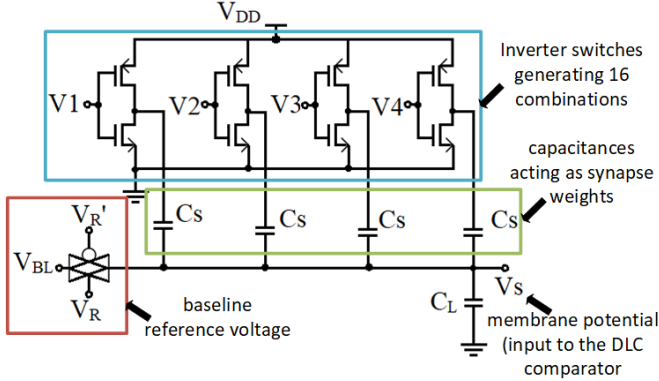 VDD
Inverter switches
generating 16
combinations
V1
V2
V3
V4
capacitances
acting as synapse
weights
VR'
Cs
Cs
Cs
Cs
VBL
VR
baseline
reference voltage
CL
Vs
membrane potential
(input to the DLC
comparator